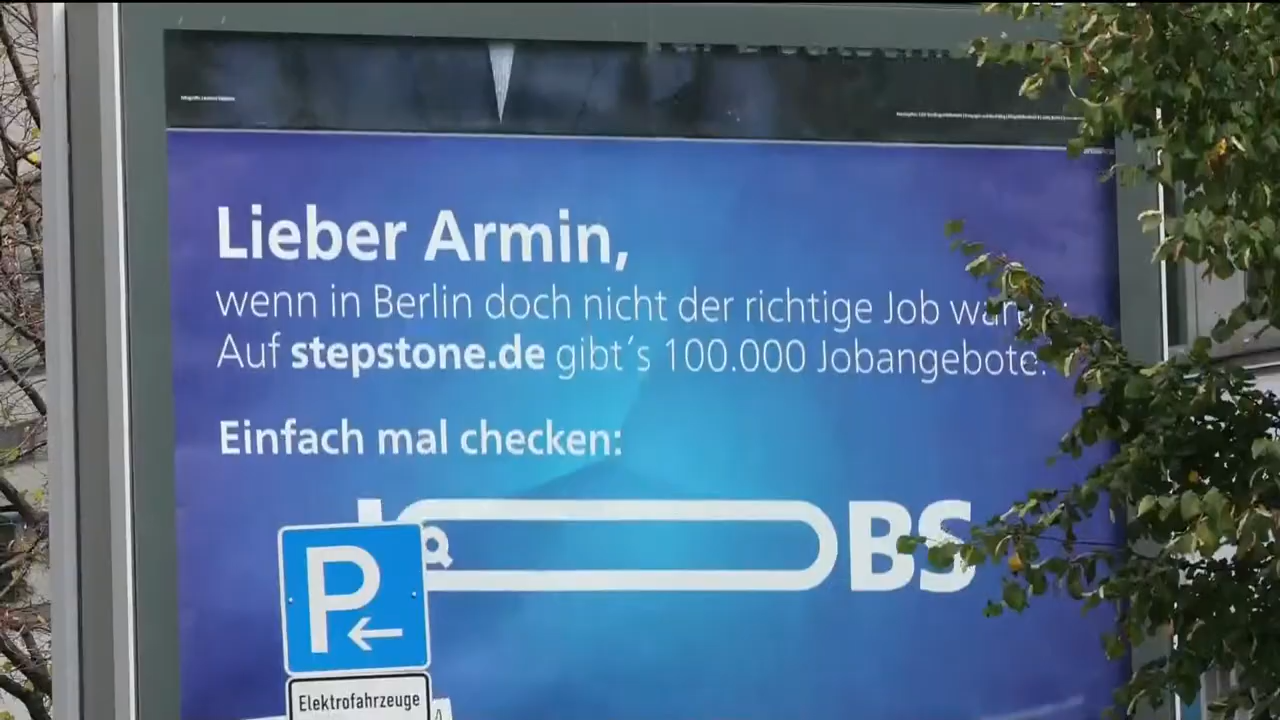 Lieber Armin,
wenn in Berlin doch nicht der richtige Job
Auf stepstone.de gibt´s 100.000 Jobangebote.
Einfach mal checken:
BS
P
Elektrofahrzeuge